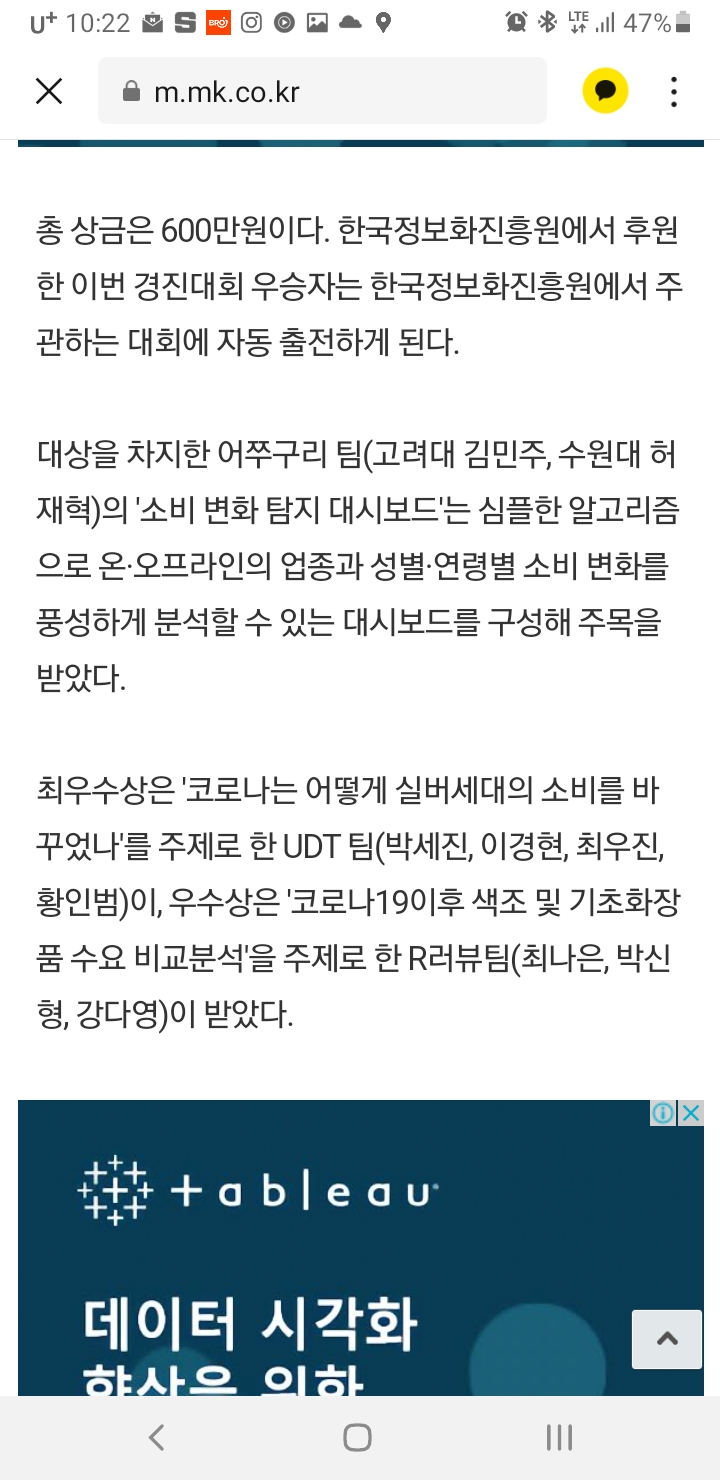 U+ 10:22 BRO! LTE 47%
m.mk.co.kr
총 상금은 600만원이다. 한국정보화진흥원에서 후원
한 이번 경진대회 우승자는 한국정보화진흥원에서 주
관하는 대회에 자동 출전하게 된다.
대상을 차지한 어쭈구리 팀(고려대 김민주, 수원대 허
재혁)의 '소비 변화 탐지 대시보드'는 심플한 알고리즘
으로 온·오프라인의 업종과 성별·연령별 소비 변화를
풍성하게 분석할 수 있는 대시보드를 구성해 주목을
받았다.
최우수상은 '코로나는 어떻게 실버세대의 소비를 바
꾸었나'를 주제로 한 UDT 팀(박세진, 이경현, 최우진,
황인범)이, 우수상은 '코로나19이후 색조 및 기초화장
품 수요 비교분석'을 주제로 한 R러뷰팀(최나은, 박신
형, 강다영)이 받았다.
+ableau
데이터 시각화
향상을 위한